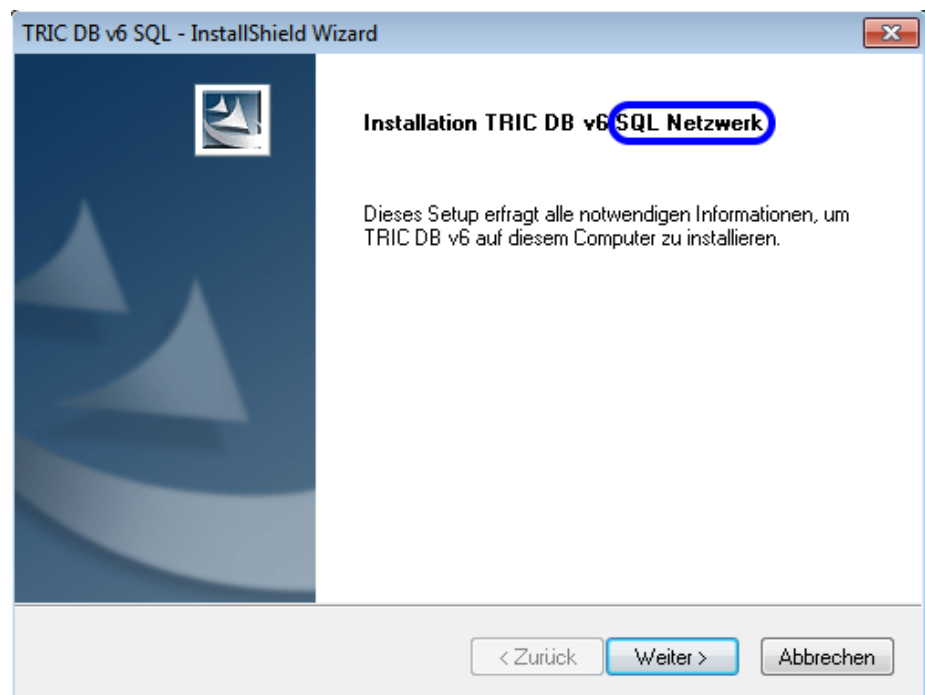 TRIC DB v6 SQL - InstallShield Wizard
Installation TRIC DB v6 SQL Netzwerk
Dieses Setup erfragt alle notwendigen Informationen, um
TRIC DB v6 auf diesem Computer zu installieren.
< Zurück
Weiter >
Abbrechen